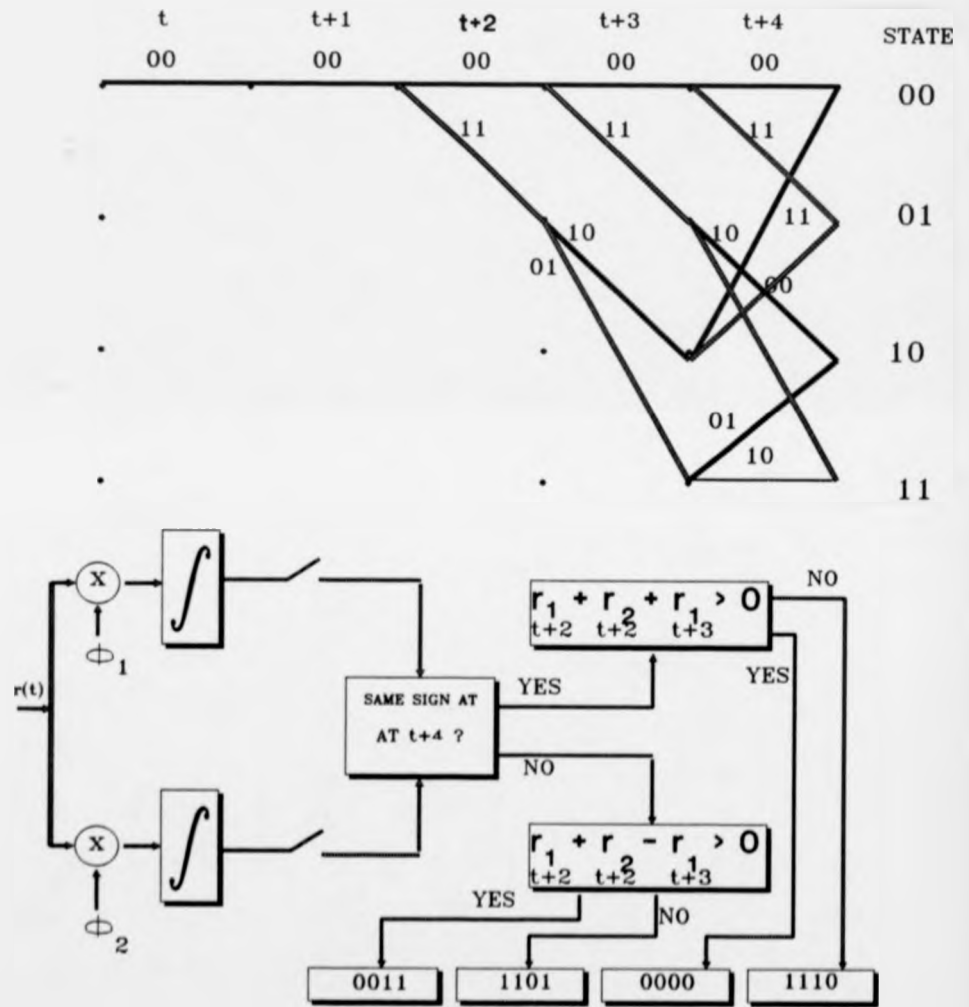 t t+1 t+2 t+3 t+4 STATE
00 00 00 00 00
00
11 11 11
01
11
10 10
01
00
10
01
10
11
r(t)
X
ϕ1
∫
SAME SIGN AT
AT t+4 ?
YES
NO
r1 + r2 + r1 > 0
t+2 t+2 t+3
NO
YES
X
ϕ2
∫
r1 + r2 - r1 > 0
t+2 t+2 t+3
YES
NO
0011 1101 0000 1110